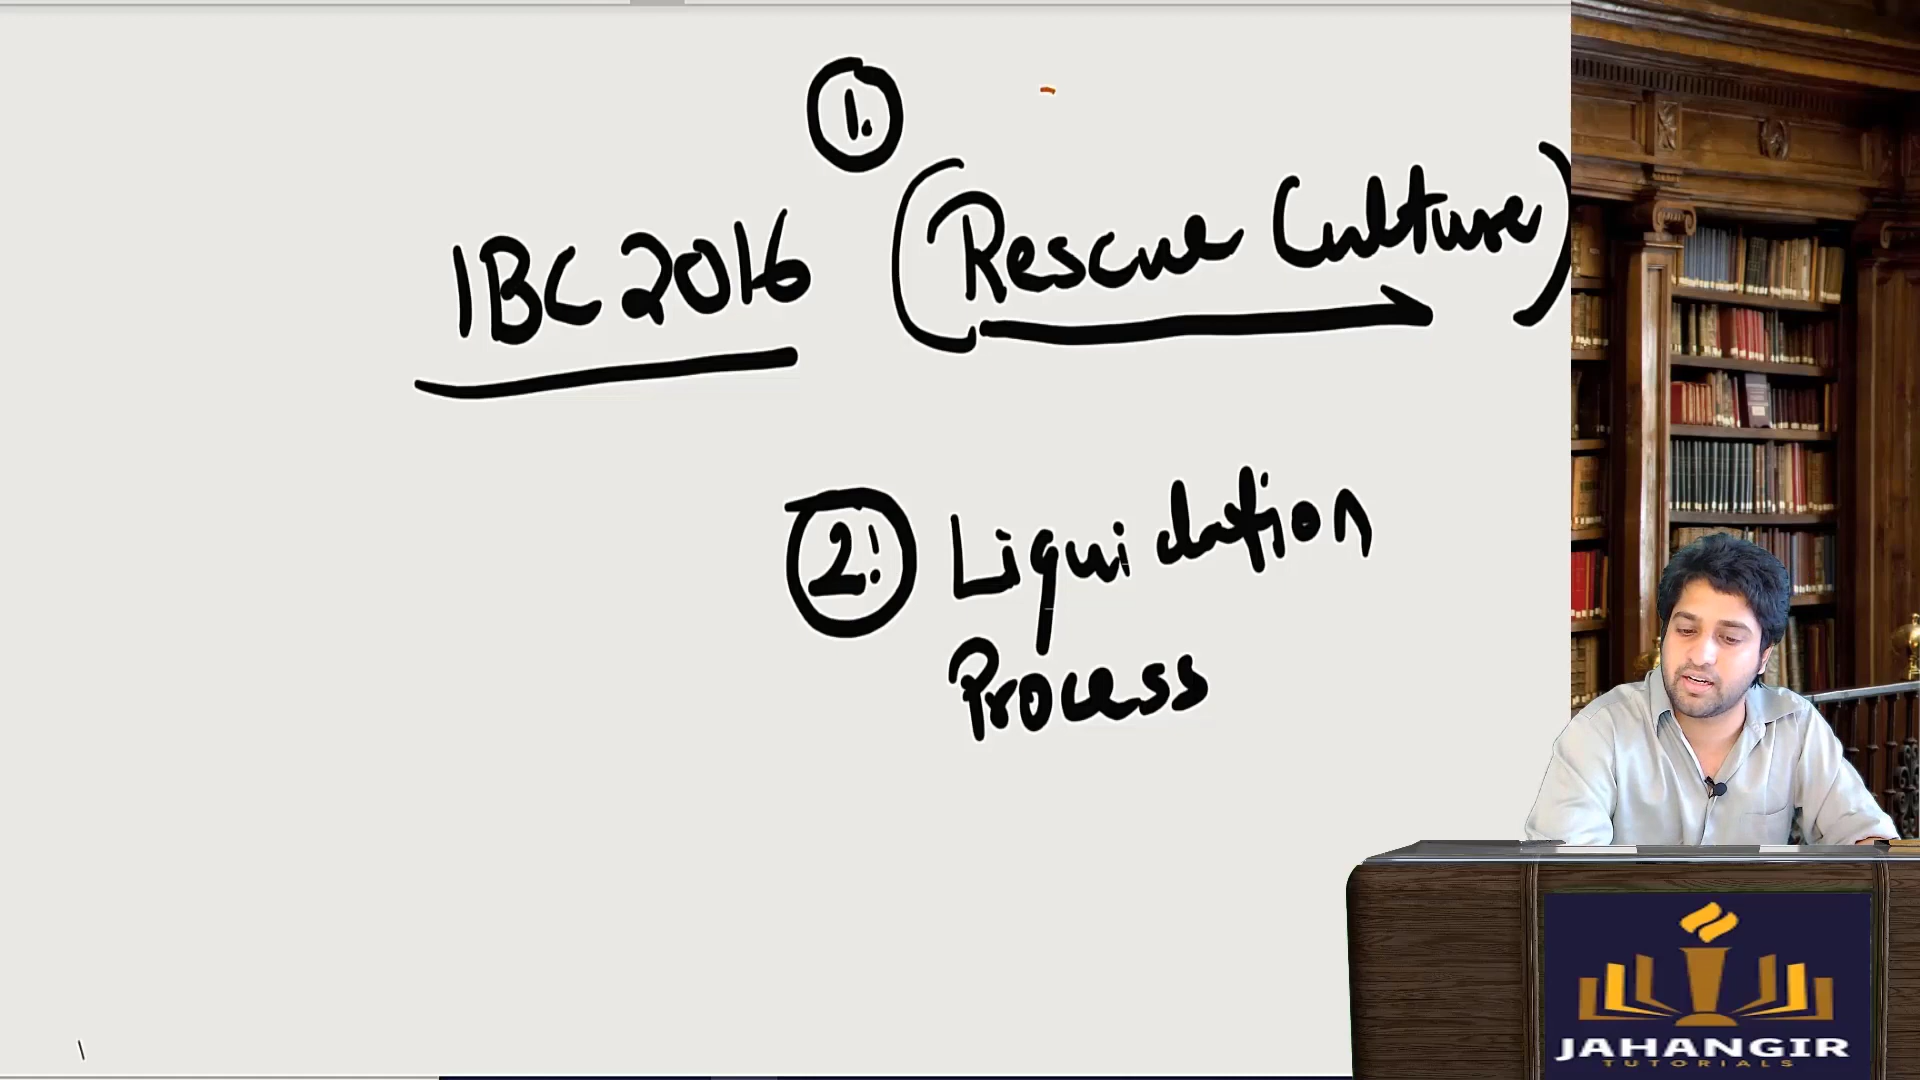 1.
IBC 2016 (Rescue Culture)
2. Liquidation
Process
JAHANGIR
TUTORIALS